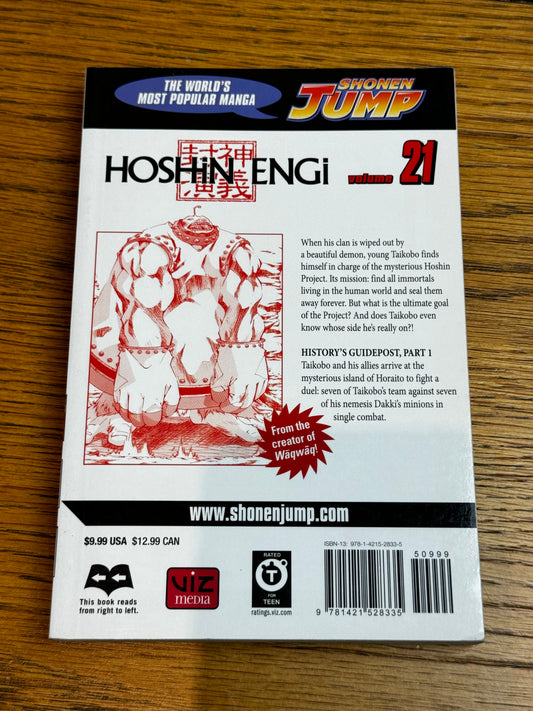 THE WORLD'S
MOST POPULAR MANGA
SHONEN
JUMP
封神
演義
HOSHiN ENGi
volume 21
When his clan is wiped out by
a beautiful demon, young Taikobo finds
himself in charge of the mysterious Hoshin
Project. Its mission: find all immortals
living in the human world and seal them
away forever. But what is the ultimate goal
of the Project? And does Taikobo even
know whose side he's really on?!
HISTORY'S GUIDEPOST, PART 1
Taikobo and his allies arrive at the
mysterious island of Horaito to fight a
duel: seven of Taikobo's team against seven
of his nemesis Dakki's minions in
single combat.
From the
creator of
Wāqwāq!
www.shonenjump.com
$9.99 USA $12.99 CAN
This book reads
from right to left.
viz
media
RATED
T
FOR
TEEN
ratings.viz.com
ISBN-13: 978-1-4215-2833-5
50999
9 781421 528335